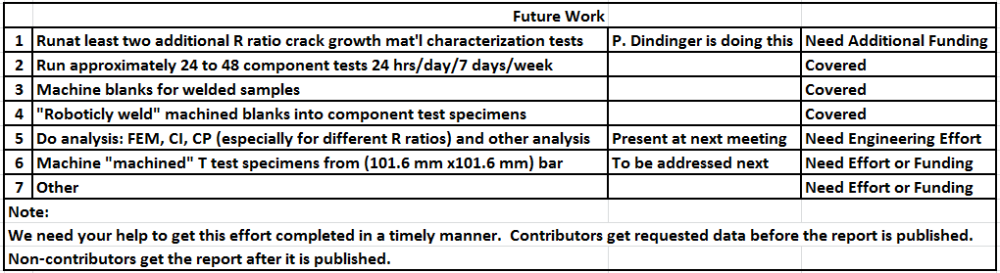 Future Work
1 Runat least two additional R ratio crack growth mat'l characterization tests P. Dindinger is doing this Need Additional Funding
2 Run approximately 24 to 48 component tests 24 hrs/day/7 days/week Covered
3 Machine blanks for welded samples Covered
4 "Roboticly weld" machined blanks into component test specimens Covered
5 Do analysis: FEM, CI, CP (especially for different R ratios) and other analysis Present at next meeting Need Engineering Effort
6 Machine "machined" T test specimens from (101.6 mm x101.6 mm) bar To be addressed next Need Effort or Funding
7 Other Need Effort or Funding
Note:
We need your help to get this effort completed in a timely manner.  Contributors get requested data before the report is published.
Non-contributors get the report after it is published.